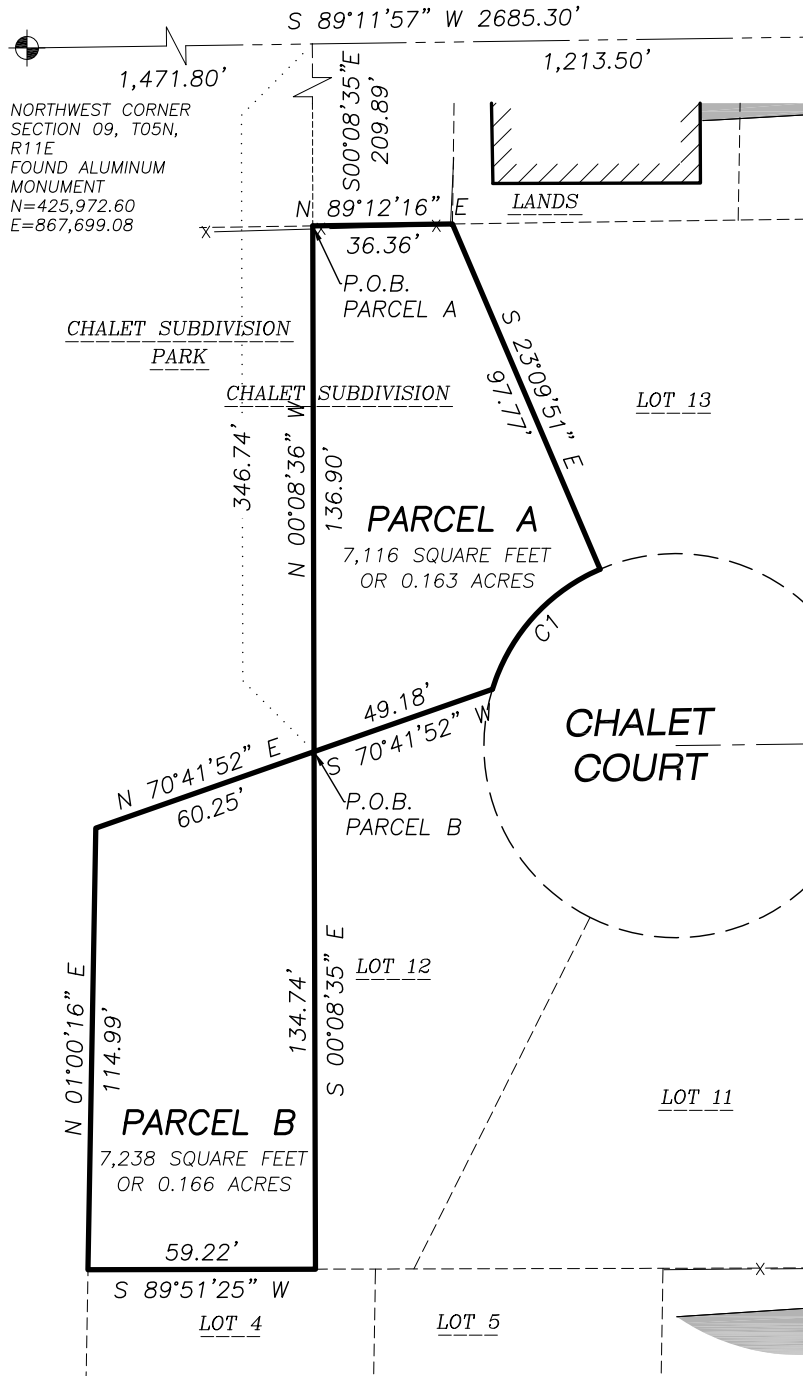 S 89°11'57" W 2685.30'
1,471.80'
1,213.50'
S00°08'35"E
209.89'
NORTHWEST CORNER
SECTION 09, T05N,
R11E
FOUND ALUMINUM
MONUMENT
N=425,972.60
E=867,699.08
LANDS
N 89°12'16" E
36.36'
P.O.B.
PARCEL A
CHALET SUBDIVISION
PARK
CHALET SUBDIVISION
S 23°09'51" E
97.77'
LOT 13
346.74'
N 00°08'36" W
136.90'
PARCEL A
7,116 SQUARE FEET
OR 0.163 ACRES
C1
49.18'
S 70°41'52" W
CHALET
COURT
N 70°41'52" E
60.25'
P.O.B.
PARCEL B
LOT 12
N 01°00'16" E
114.99'
134.74'
S 00°08'35" E
LOT 11
PARCEL B
7,238 SQUARE FEET
OR 0.166 ACRES
59.22'
S 89°51'25" W
LOT 4
LOT 5